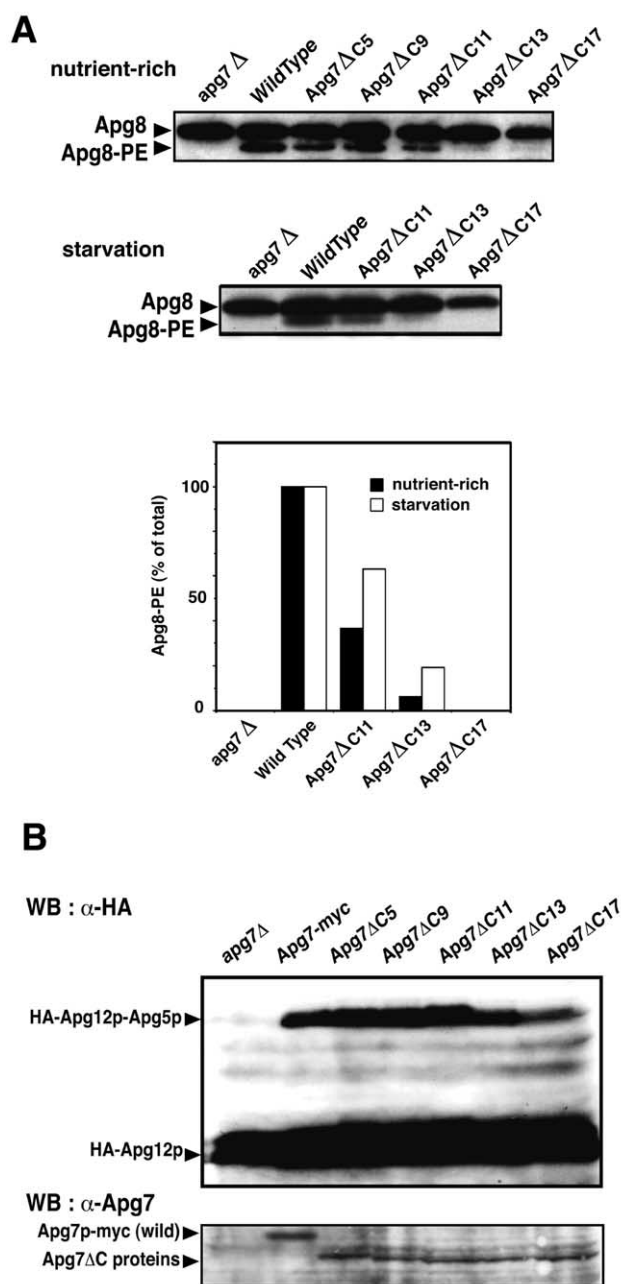 A
nutrient-rich
apg7Δ WildType Apg7ΔC5 Apg7ΔC9 Apg7ΔC11 Apg7ΔC13 Apg7ΔC17
Apg8
Apg8-PE
starvation
apg7Δ WildType Apg7ΔC11 Apg7ΔC13 Apg7ΔC17
Apg8
Apg8-PE
Apg8-PE (% of total)
100
50
0
nutrient-rich
starvation
apg7Δ Wild Type Apg7ΔC11 Apg7ΔC13 Apg7ΔC17
B
WB : α-HA
apg7Δ Apg7-myc Apg7ΔC5 Apg7ΔC9 Apg7ΔC11 Apg7ΔC13 Apg7ΔC17
HA-Apg12p-Apg5p
HA-Apg12p
WB : α-Apg7
Apg7p-myc (wild)
Apg7ΔC proteins